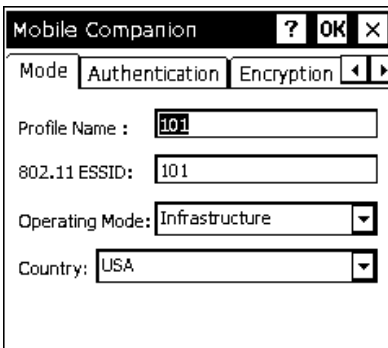 Mobile Companion ? OK ×
Mode Authentication Encryption
Profile Name : 101
802.11 ESSID: 101
Operating Mode: Infrastructure
Country: USA